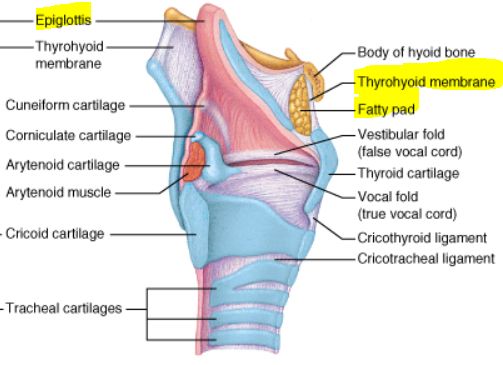 Epiglottis
Thyrohyoid
membrane
Cuneiform cartilage
Corniculate cartilage
Arytenoid cartilage
Arytenoid muscle
Cricoid cartilage
Tracheal cartilages
Body of hyoid bone
Thyrohyoid membrane
Fatty pad
Vestibular fold
(false vocal cord)
Thyroid cartilage
Vocal fold
(true vocal cord)
Cricothyroid ligament
Cricotracheal ligament